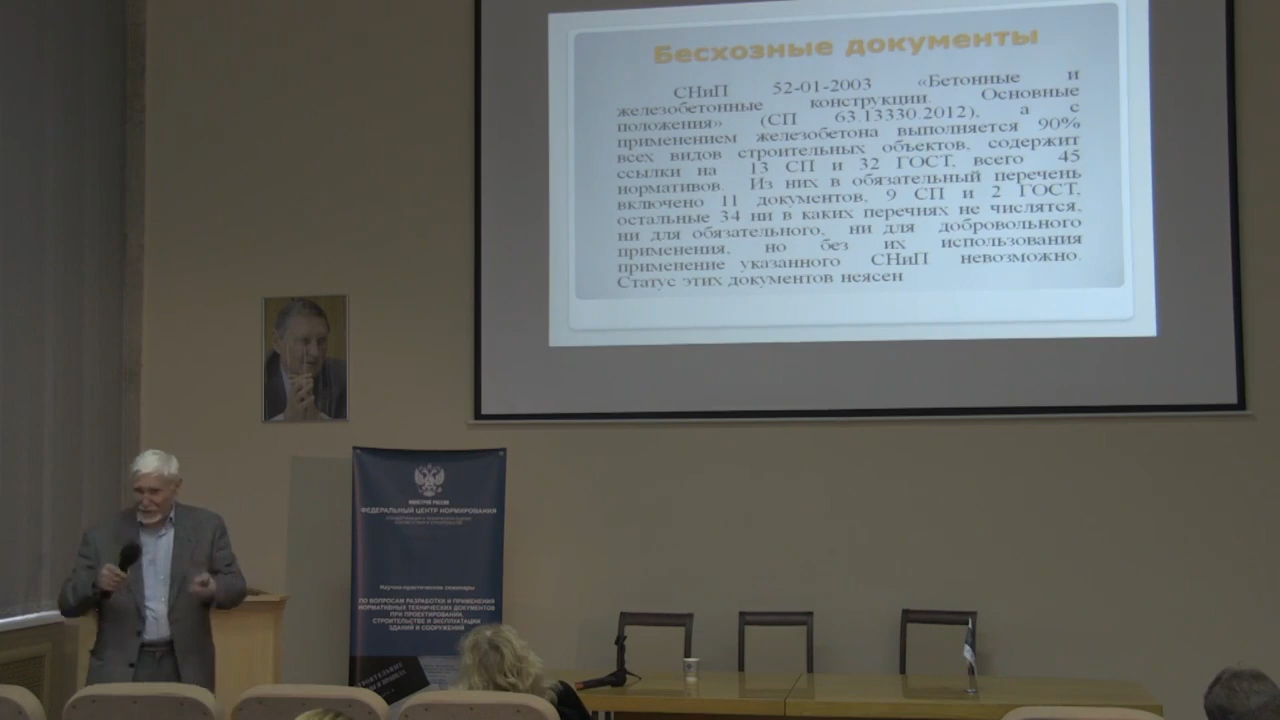 Бесхозные документы
СНиП 52-01-2003 «Бетонные и
железобетонные конструкции. Основные
положения» (СП 63.13330.2012), а с
применением железобетона выполняется 90%
всех видов строительных объектов, содержит
ссылки на 13 СП и 32 ГОСТ, всего 45
нормативов. Из них в обязательный перечень
включено 11 документов, 9 СП и 2 ГОСТ,
остальные 34 ни в каких перечнях не числятся,
ни для обязательного, ни для добровольного
применения, но без их использования
применение указанного СНиП невозможно.
Статус этих документов неясен
МИНСТРОЙ РОССИИ
ФЕДЕРАЛЬНЫЙ ЦЕНТР НОРМИРОВАНИЯ
Научно-практические семинары
ПО ВОПРОСАМ РАЗРАБОТКИ И ПРИМЕНЕНИЯ
НОРМАТИВНЫХ ТЕХНИЧЕСКИХ ДОКУМЕНТОВ
ПРИ ПРОЕКТИРОВАНИИ,
СТРОИТЕЛЬСТВЕ И ЭКСПЛУАТАЦИИ
ЗДАНИЙ И СООРУЖЕНИЙ